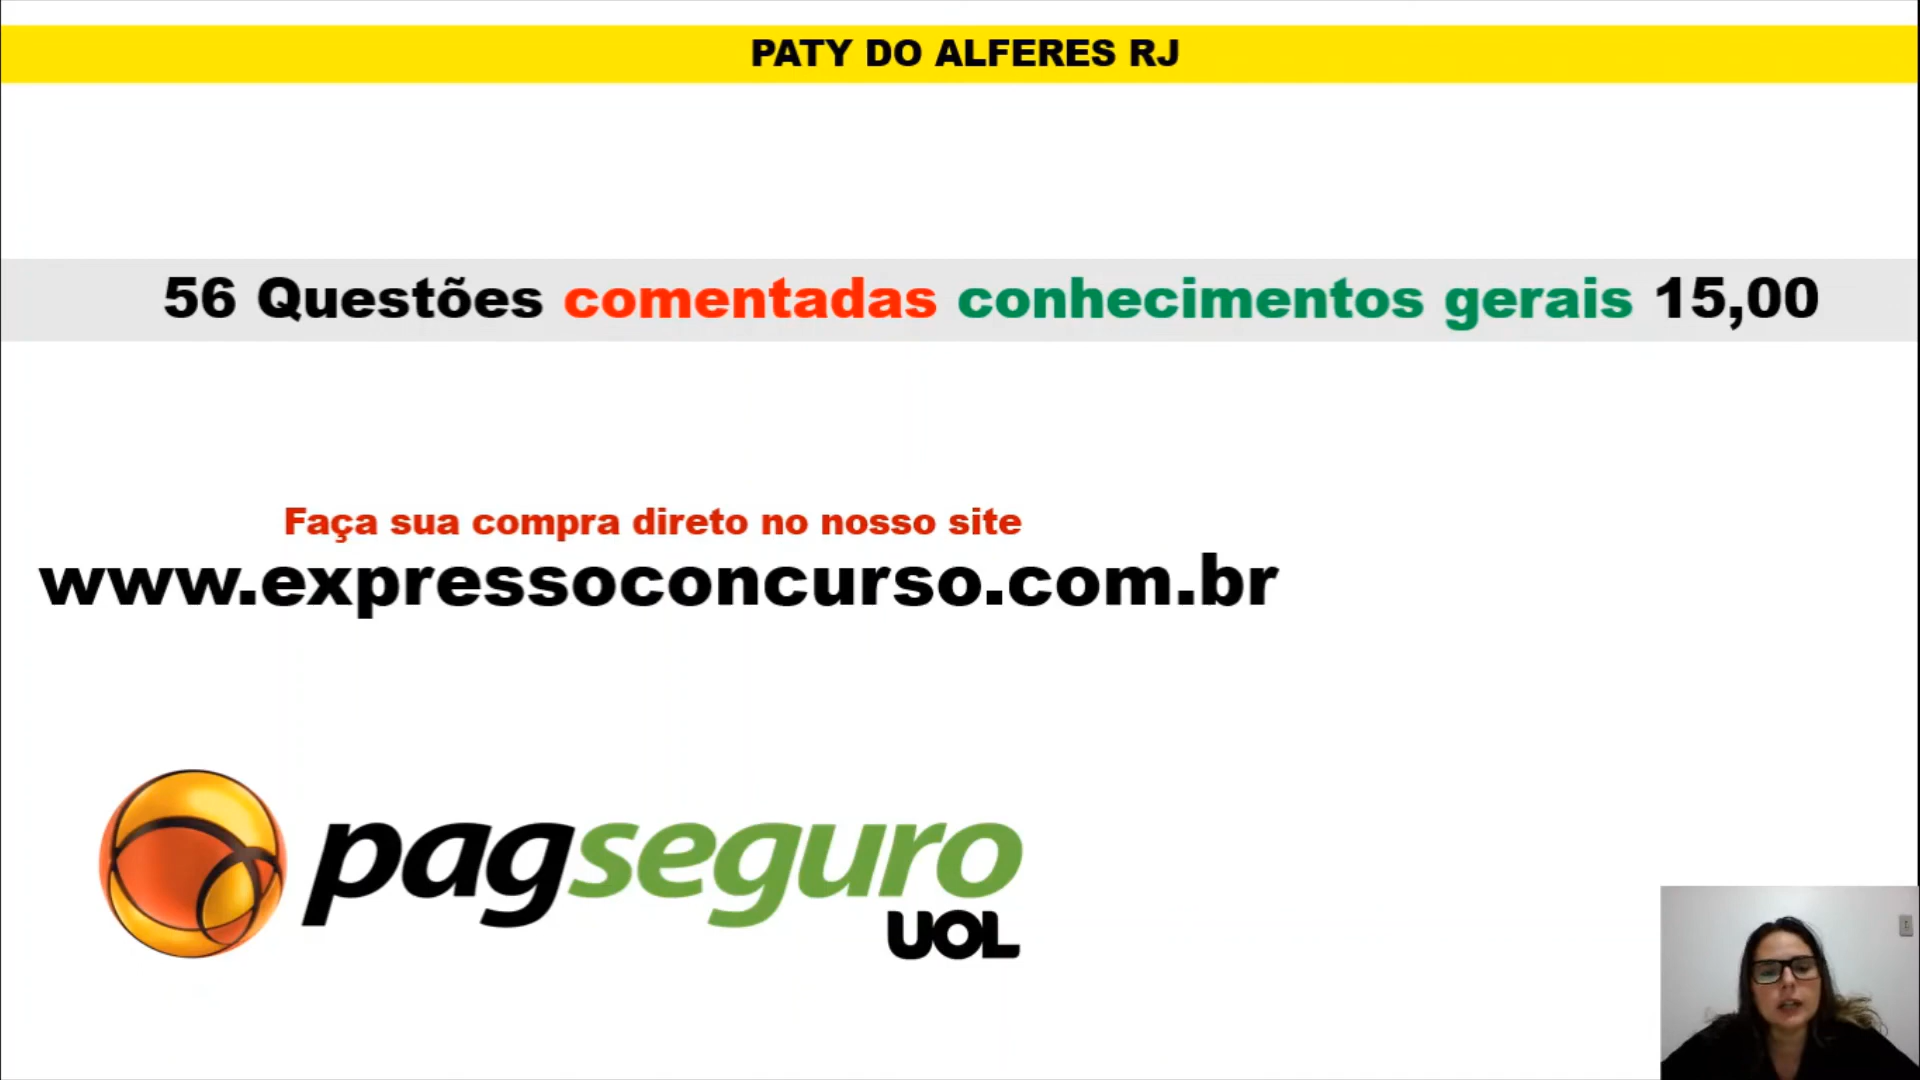 PATY DO ALFERES RJ
56 Questões comentadas conhecimentos gerais 15,00
Faça sua compra direto no nosso site
www.expressoconcurso.com.br
pagseguro
UOL